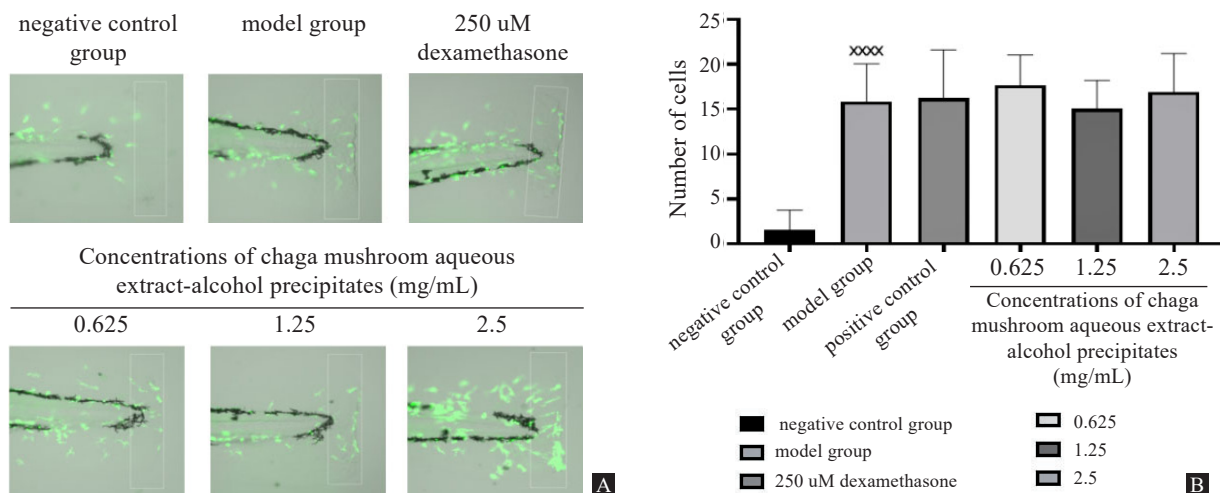 negative control
group
model group
250 uM
dexamethasone
Concentrations of chaga mushroom aqueous
extract-alcohol precipitates (mg/mL)
0.625 1.25 2.5
A
Number of cells
25
20
15
10
5
0
xxxx
negative control
group
model group
positive control
group
0.625 1.25 2.5
Concentrations of chaga
mushroom aqueous extract-
alcohol precipitates
(mg/mL)
negative control group
model group
250 uM dexamethasone
0.625
1.25
2.5
B